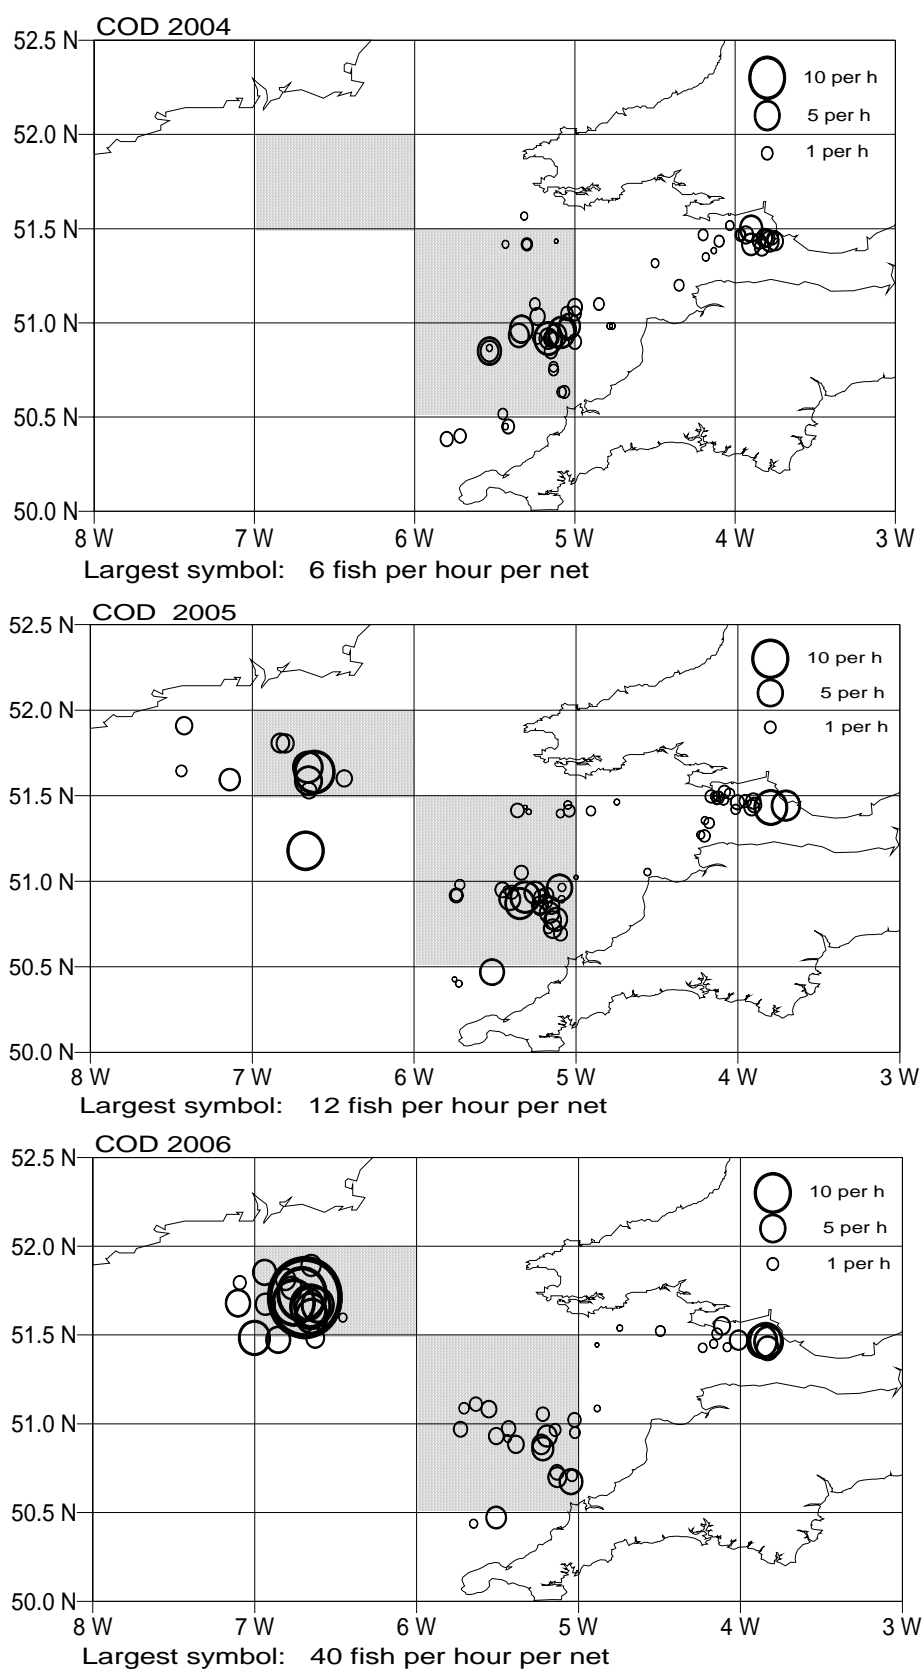 COD 2004
52.5 N
10 per h
5 per h
1 per h
52.0 N
51.5 N
51.0 N
50.5 N
50.0 N
8 W 7 W 6 W 5 W 4 W 3 W
Largest symbol: 6 fish per hour per net
COD 2005
52.5 N
10 per h
5 per h
1 per h
52.0 N
51.5 N
51.0 N
50.5 N
50.0 N
8 W 7 W 6 W 5 W 4 W 3 W
Largest symbol: 12 fish per hour per net
COD 2006
52.5 N
10 per h
5 per h
1 per h
52.0 N
51.5 N
51.0 N
50.5 N
50.0 N
8 W 7 W 6 W 5 W 4 W 3 W
Largest symbol: 40 fish per hour per net